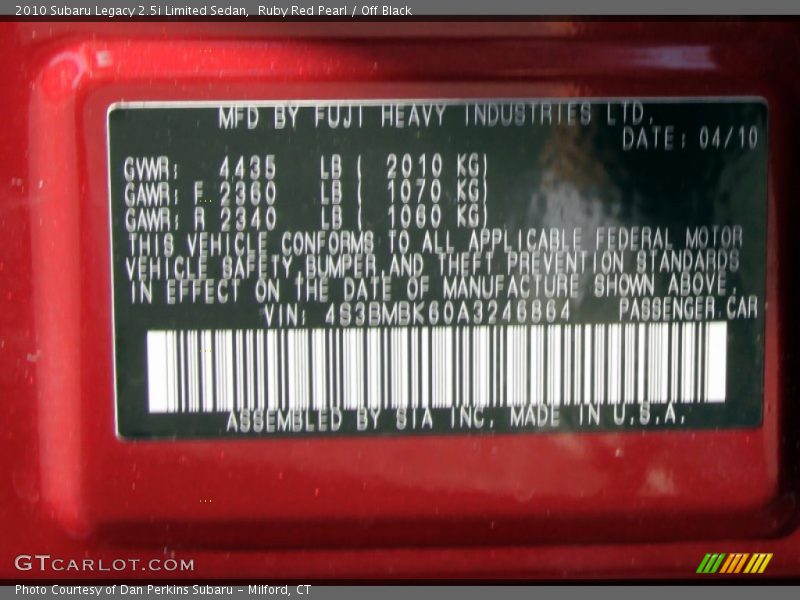 2010 Subaru Legacy 2.5i Limited Sedan,  Ruby Red Pearl / Off Black
MFD BY FUJI HEAVY INDUSTRIES LTD.
DATE: 04/10
GVWR: 4435 LB ( 2010 KG)
GAWR: F 2360 LB ( 1070 KG)
GAWR: R 2340 LB ( 1060 KG)
THIS VEHICLE CONFORMS TO ALL APPLICABLE FEDERAL MOTOR
VEHICLE SAFETY,BUMPER,AND THEFT PREVENTION STANDARDS
IN EFFECT ON THE DATE OF MANUFACTURE SHOWN ABOVE.
VIN: 4S3BMBK60A3246864 PASSENGER CAR
ASSEMBLED BY SIA INC. MADE IN U.S.A.
GTCARLOT.COM
Photo Courtesy of Dan Perkins Subaru – Milford, CT